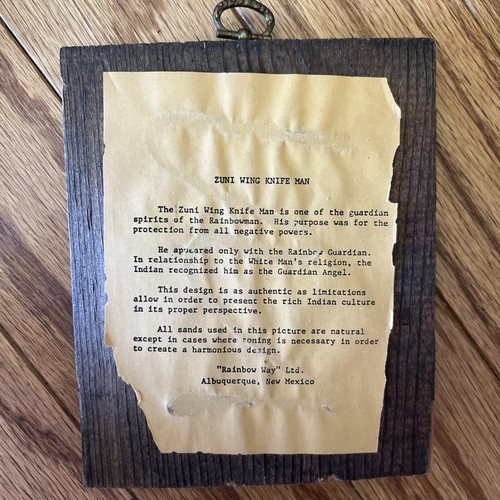 ZUNI WING KNIFE MAN
The Zuni Wing Knife Man is one of the guardian
spirits of the Rainbowman. His purpose was for the
protection from all negative powers.
He appeared only with the Rainbow Guardian.
In relationship to the White Man's religion, the
Indian recognized him as the Guardian Angel.
This design is as authentic as limitations
allow in order to present the rich Indian culture
in its proper perspective.
All sands used in this picture are natural
except in cases where toning is necessary in order
to create a harmonious design.
"Rainbow Way" Ltd.
Albuquerque, New Mexico